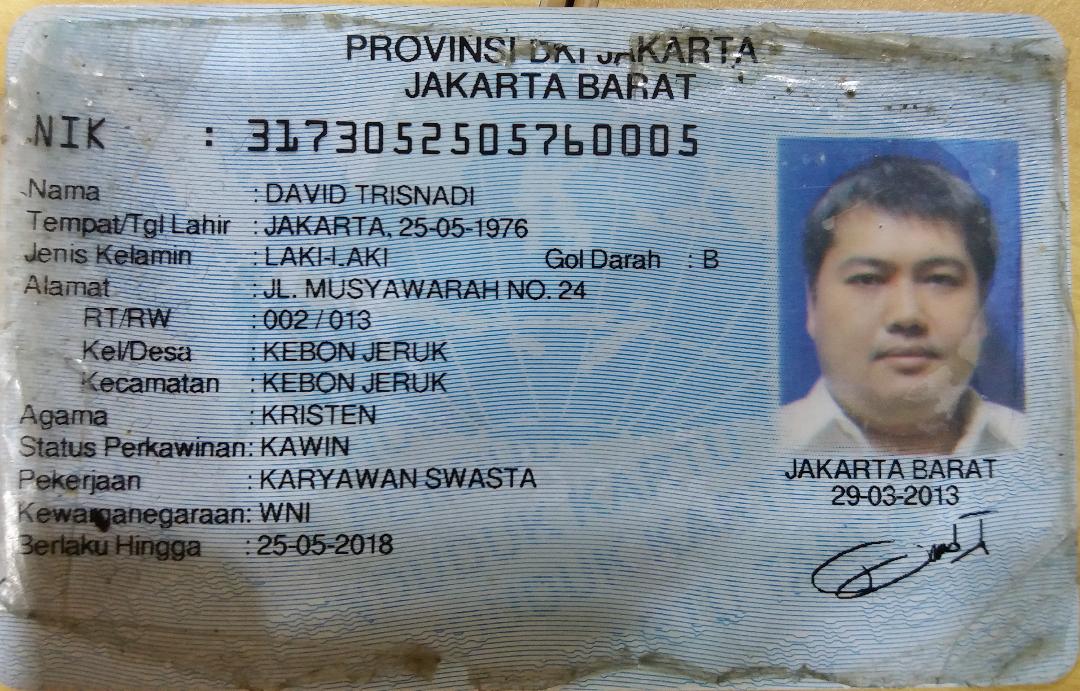 PROVINSI DKI JAKARTA
JAKARTA BARAT
NIK : 3173052505760005
Nama : DAVID TRISNADI
Tempat/Tgl Lahir : JAKARTA, 25-05-1976
Jenis Kelamin : LAKI-LAKI Gol Darah : B
Alamat : JL. MUSYAWARAH NO. 24
RT/RW : 002 / 013
Kel/Desa : KEBON JERUK
Kecamatan : KEBON JERUK
Agama : KRISTEN
Status Perkawinan: KAWIN
Pekerjaan : KARYAWAN SWASTA
Kewarganegaraan: WNI
Berlaku Hingga : 25-05-2018
JAKARTA BARAT
29-03-2013